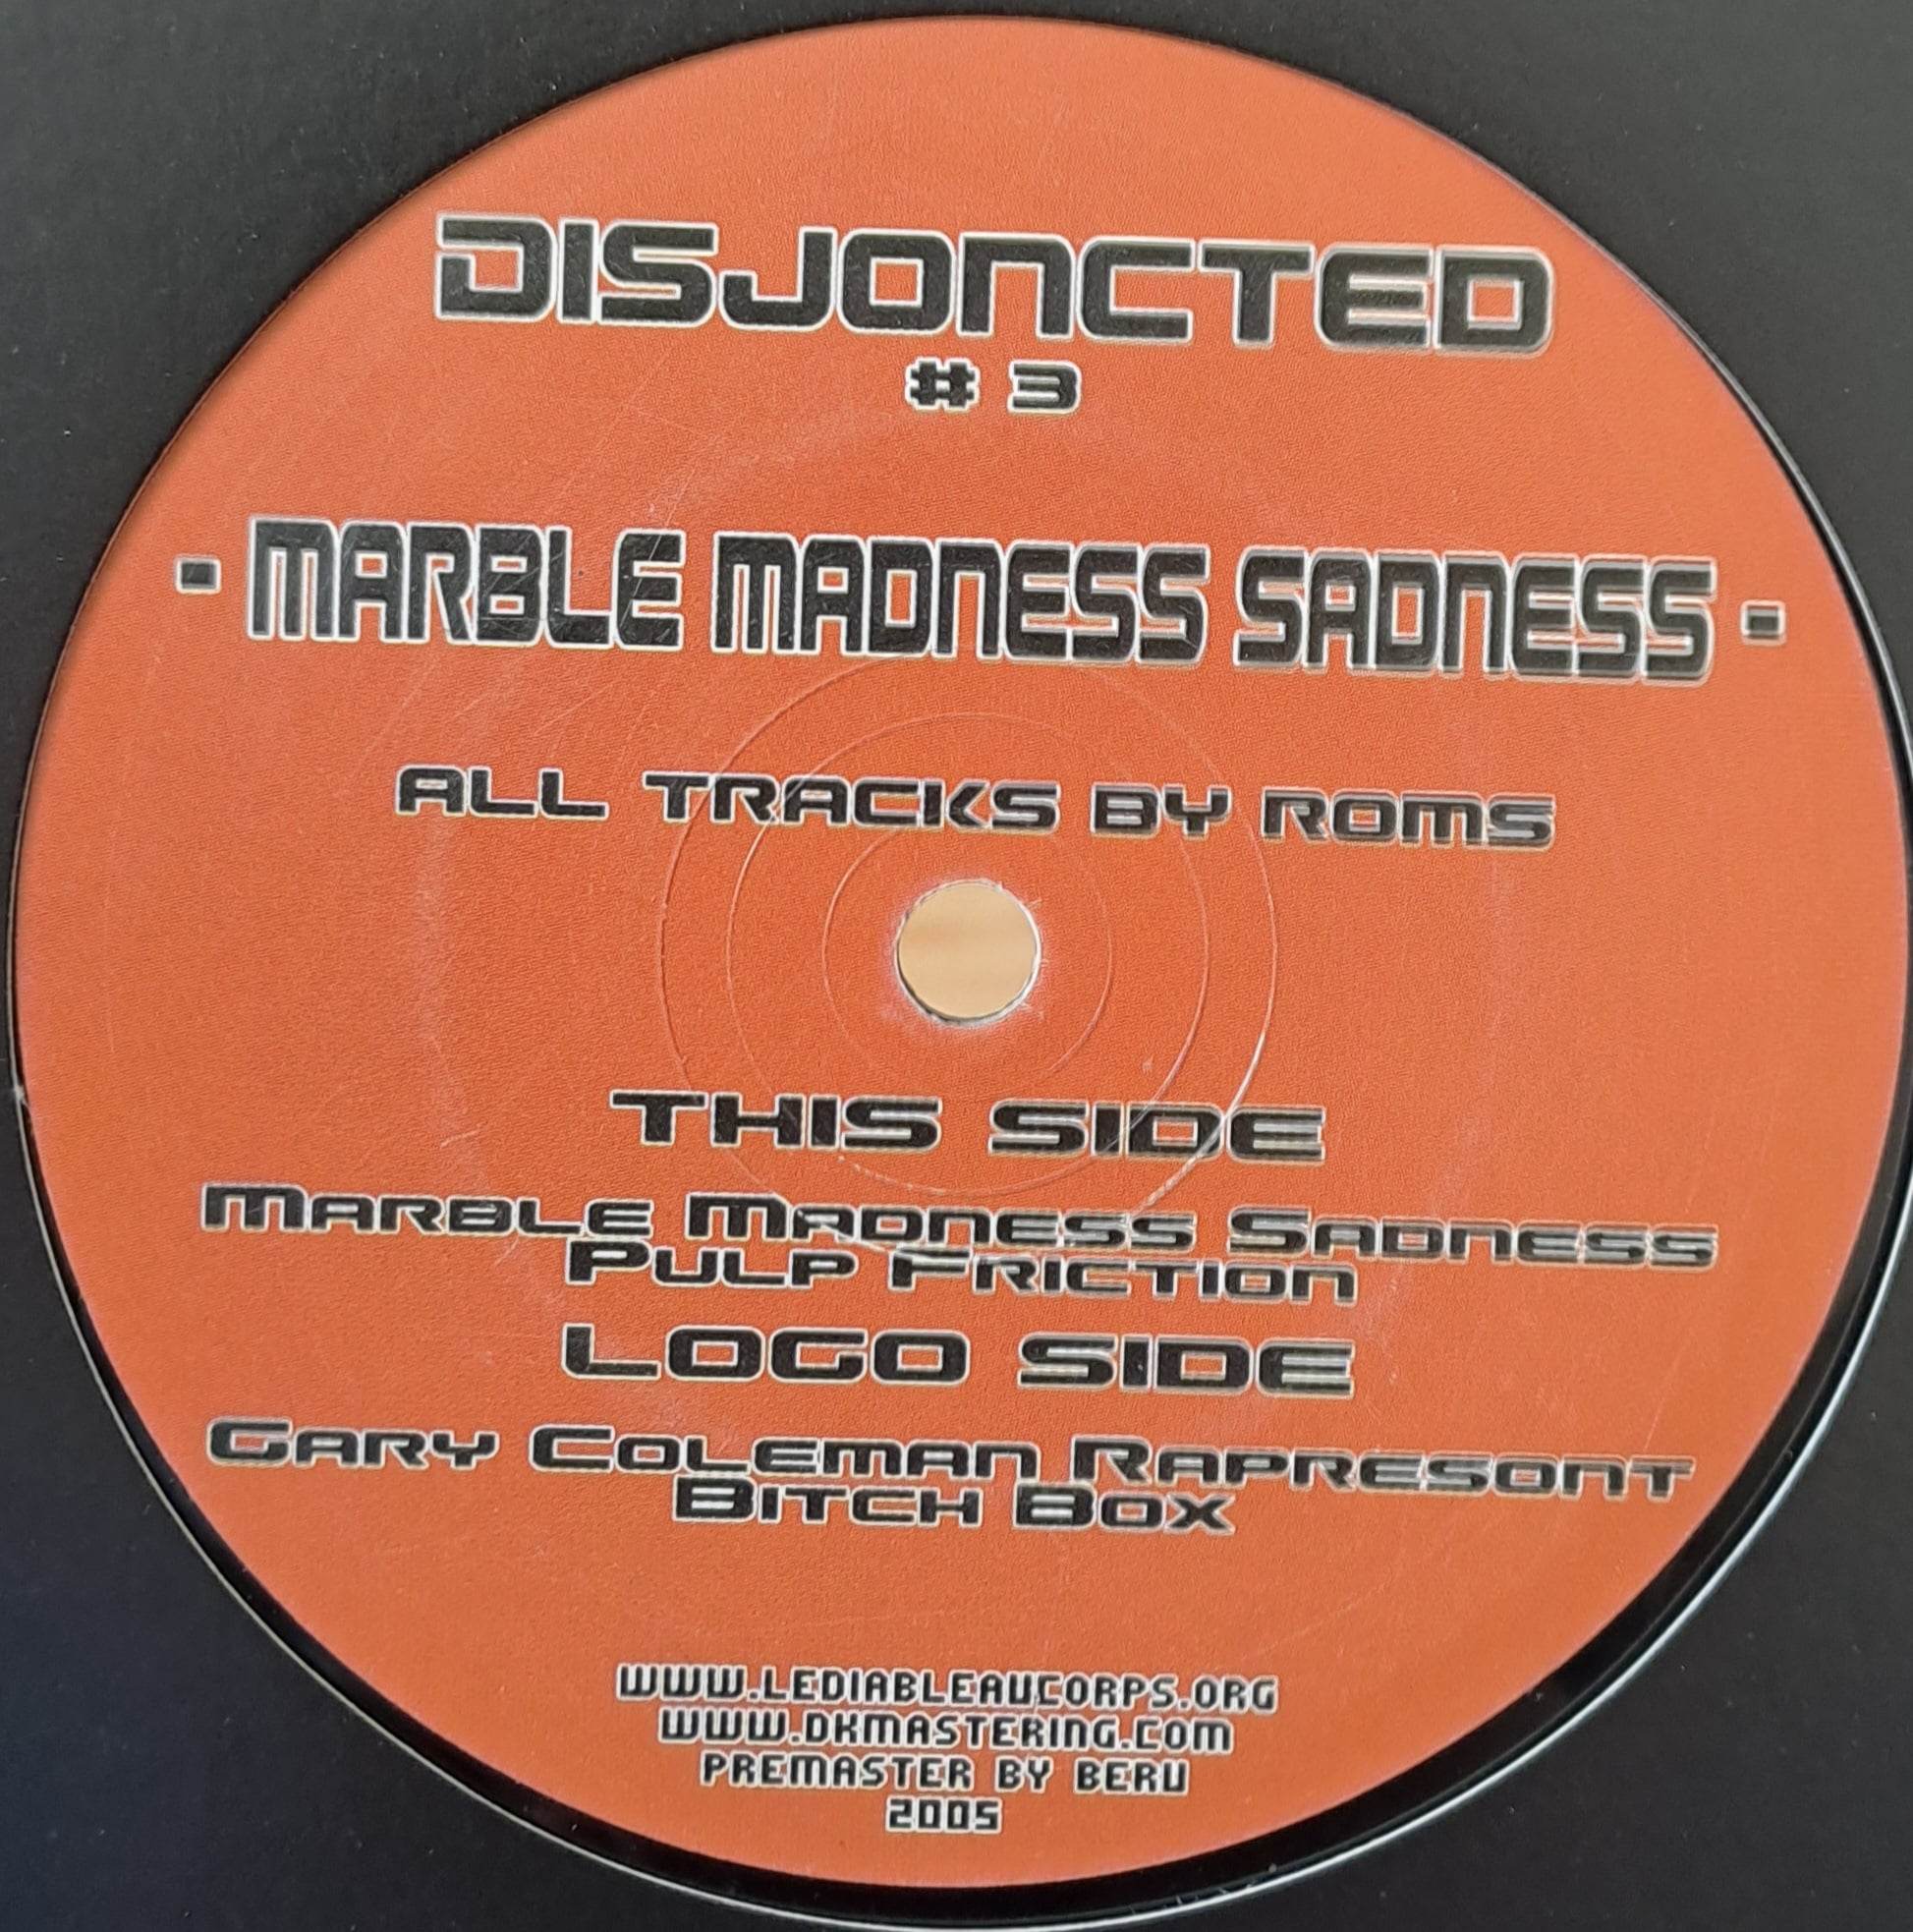 DISJONCTED
# 3
- MARBLE MADNESS SADNESS -
ALL TRACKS BY ROMS
THIS SIDE
MARBLE MADNESS SADNESS
PULP FRICTION
LOGO SIDE
GARY COLEMAN RAPRESONT
BITCH BOX
WWW.LEDIABLEAUCORPS.ORG
WWW.DKMASTERING.COM
PREMASTER BY BERU
2005